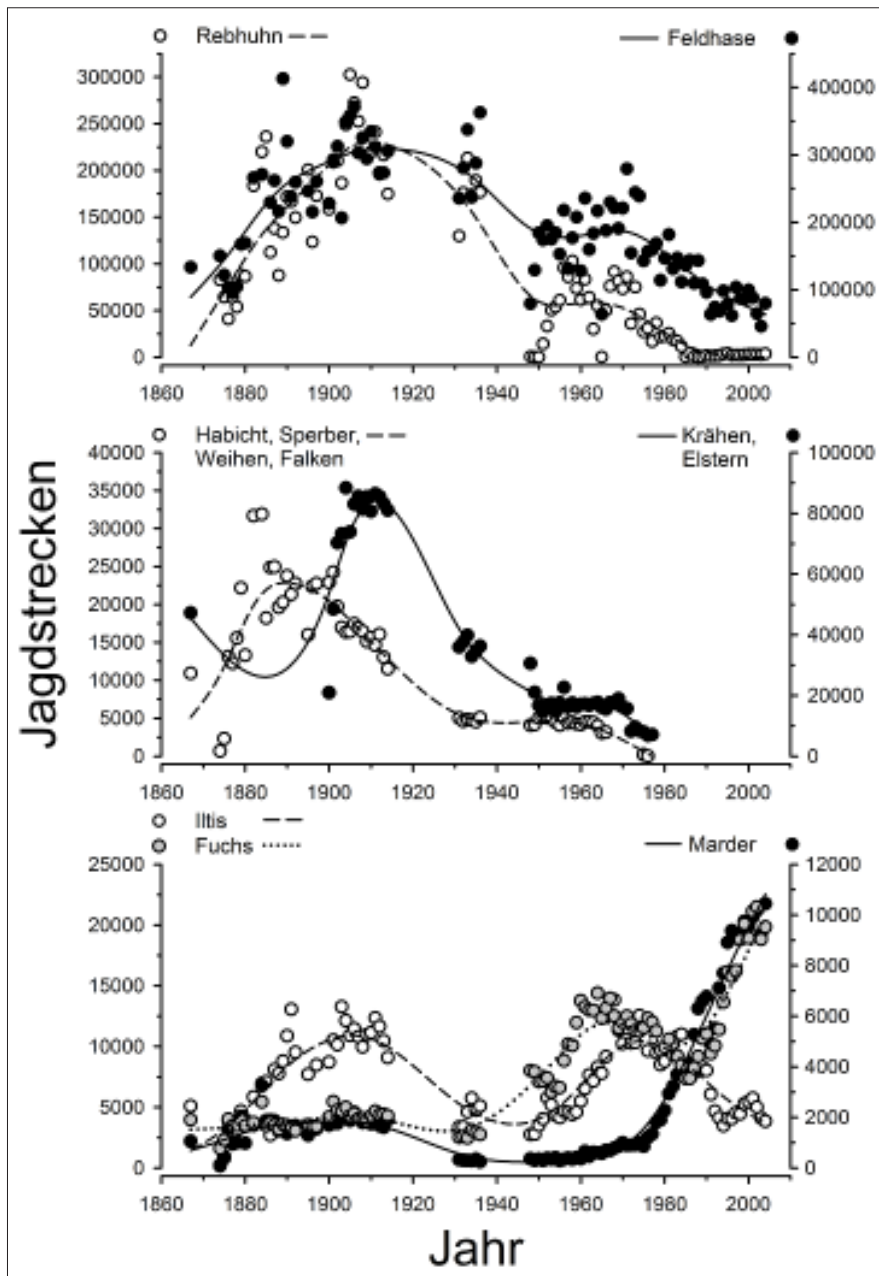 Rebhuhn
Feldhase
300000
250000
200000
150000
100000
50000
0
400000
300000
200000
100000
0
1860 1880 1900 1920 1940 1960 1980 2000
Habicht, Sperber,
Weihen, Falken
Krähen,
Elstern
40000
35000
30000
25000
20000
15000
10000
5000
0
100000
80000
60000
40000
20000
0
1860 1880 1900 1920 1940 1960 1980 2000
Iltis
Fuchs
Marder
25000
20000
15000
10000
5000
0
12000
10000
8000
6000
4000
2000
0
1860 1880 1900 1920 1940 1960 1980 2000
Jagdstrecken
Jahr